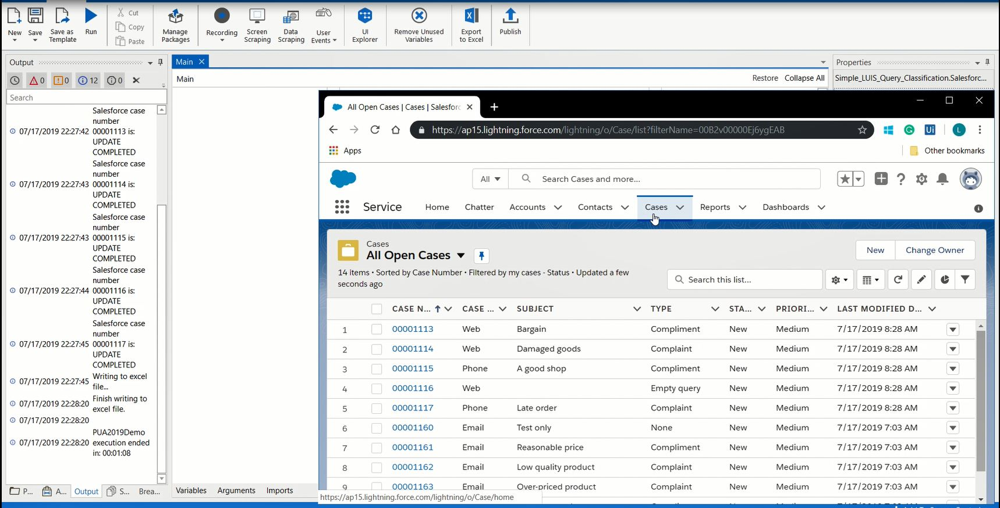 New
Save
Save as
Template
Run
Cut
Copy
Paste
Manage
Packages
Recording
Screen
Scraping
Data
Scraping
User
Events
UI
Explorer
Remove Unused
Variables
Export
to Excel
Publish
Output
0
0
12
0
Search
Salesforce case
number
07/17/2019 22:27:42 00001113 is:
UPDATE
COMPLETED
Salesforce case
number
07/17/2019 22:27:43 00001114 is:
UPDATE
COMPLETED
Salesforce case
number
07/17/2019 22:27:43 00001115 is:
UPDATE
COMPLETED
Salesforce case
number
07/17/2019 22:27:44 00001116 is:
UPDATE
COMPLETED
Salesforce case
number
07/17/2019 22:27:45 00001117 is:
UPDATE
COMPLETED
07/17/2019 22:27:45 Writing to excel
file...
07/17/2019 22:28:20 Finish writing to
excel file.
07/17/2019 22:28:20
PUA2019Demo
07/17/2019 22:28:20 execution ended
in: 00:01:08
P... A... Output S... Brea...
Main
Main
Restore Collapse All
Variables Arguments Imports
Properties
Simple_LUIS_Query_Classification.Salesforc...
All Open Cases | Cases | Salesforc
https://ap15.lightning.force.com/lightning/o/Case/list?filterName=00B2v00000Ej6ygEAB
Ui
L
Apps
Other bookmarks
All
Search Cases and more...
Service Home Chatter Accounts Contacts Cases Reports Dashboards
Cases
All Open Cases
New Change Owner
14 items • Sorted by Case Number • Filtered by my cases - Status • Updated a few
seconds ago
Search this list...
CASE N... CASE ... SUBJECT TYPE STA... PRIORI... LAST MODIFIED D...
1 00001113 Web Bargain Compliment New Medium 7/17/2019 8:28 AM
2 00001114 Web Damaged goods Complaint New Medium 7/17/2019 8:28 AM
3 00001115 Phone A good shop Compliment New Medium 7/17/2019 8:28 AM
4 00001116 Web Empty query New Medium 7/17/2019 8:28 AM
5 00001117 Phone Late order Complaint New Medium 7/17/2019 8:28 AM
6 00001160 Email Test only None New Medium 7/17/2019 7:03 AM
7 00001161 Email Reasonable price Compliment New Medium 7/17/2019 7:03 AM
8 00001162 Email Low quality product Complaint New Medium 7/17/2019 7:03 AM
9 00001163 Email Over-priced product Complaint New Medium 7/17/2019 7:03 AM
https://ap15.lightning.force.com/lightning/o/Case/home